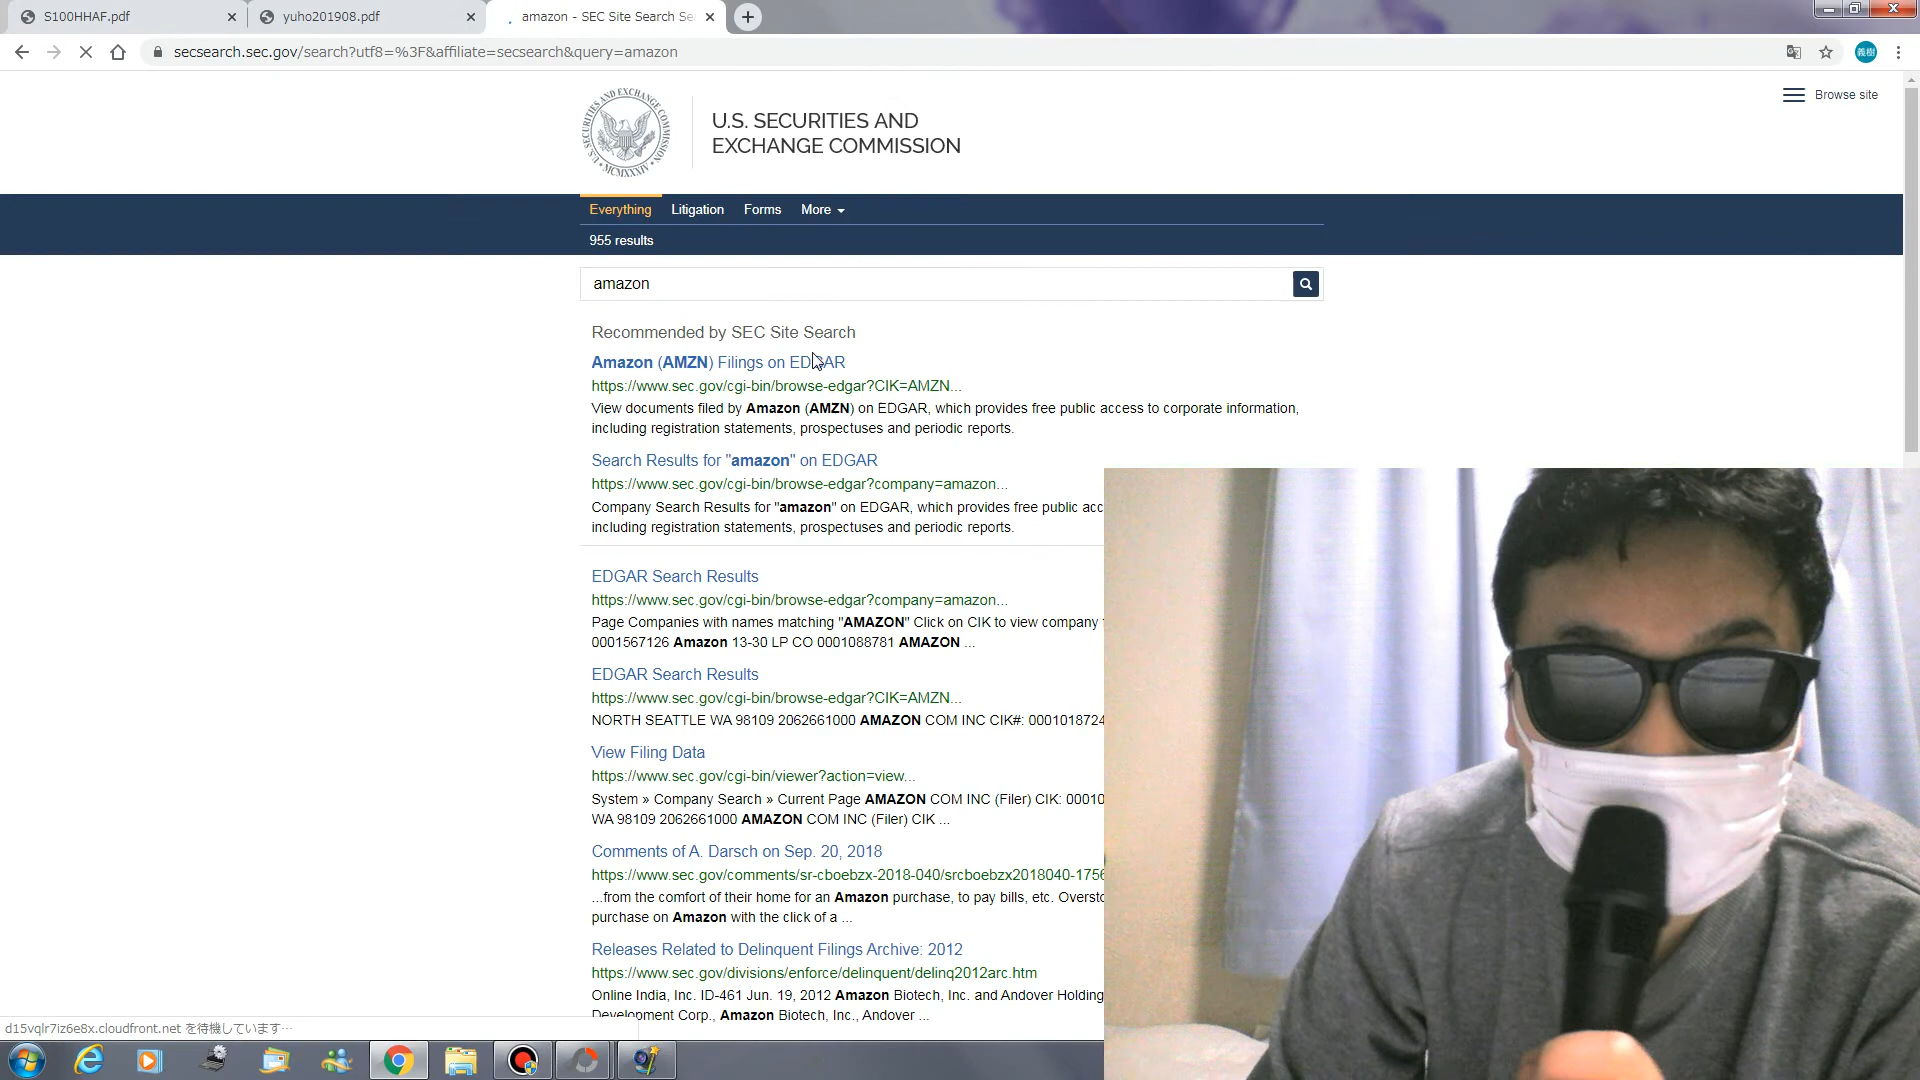 S100HHAF.pdf
yuho201908.pdf
amazon - SEC Site Search Se
secsearch.sec.gov/search?utf8=%3F&affiliate=secsearch&query=amazon
義樹
Browse site
U.S. SECURITIES AND EXCHANGE COMMISSION
MCMXXXIV
U.S. SECURITIES AND
EXCHANGE COMMISSION
Everything
Litigation
Forms
More
955 results
amazon
Recommended by SEC Site Search
Amazon (AMZN) Filings on EDGAR
https://www.sec.gov/cgi-bin/browse-edgar?CIK=AMZN...
View documents filed by Amazon (AMZN) on EDGAR, which provides free public access to corporate information,
including registration statements, prospectuses and periodic reports.
Search Results for "amazon" on EDGAR
https://www.sec.gov/cgi-bin/browse-edgar?company=amazon...
Company Search Results for "amazon" on EDGAR, which provides free public acc
including registration statements, prospectuses and periodic reports.
EDGAR Search Results
https://www.sec.gov/cgi-bin/browse-edgar?company=amazon...
Page Companies with names matching "AMAZON" Click on CIK to view company
0001567126 Amazon 13-30 LP CO 0001088781 AMAZON ...
EDGAR Search Results
https://www.sec.gov/cgi-bin/browse-edgar?CIK=AMZN...
NORTH SEATTLE WA 98109 2062661000 AMAZON COM INC CIK#: 0001018724
View Filing Data
https://www.sec.gov/cgi-bin/viewer?action=view...
System » Company Search » Current Page AMAZON COM INC (Filer) CIK: 00010
WA 98109 2062661000 AMAZON COM INC (Filer) CIK ...
Comments of A. Darsch on Sep. 20, 2018
https://www.sec.gov/comments/sr-cboebzx-2018-040/srcboebzx2018040-1756
...from the comfort of their home for an Amazon purchase, to pay bills, etc. Oversto
purchase on Amazon with the click of a ...
Releases Related to Delinquent Filings Archive: 2012
https://www.sec.gov/divisions/enforce/delinquent/delinq2012arc.htm
Online India, Inc. ID-461 Jun. 19, 2012 Amazon Biotech, Inc. and Andover Holding
Development Corp., Amazon Biotech, Inc., Andover ...
d15vqlr7iz6e8x.cloudfront.net を待機しています…